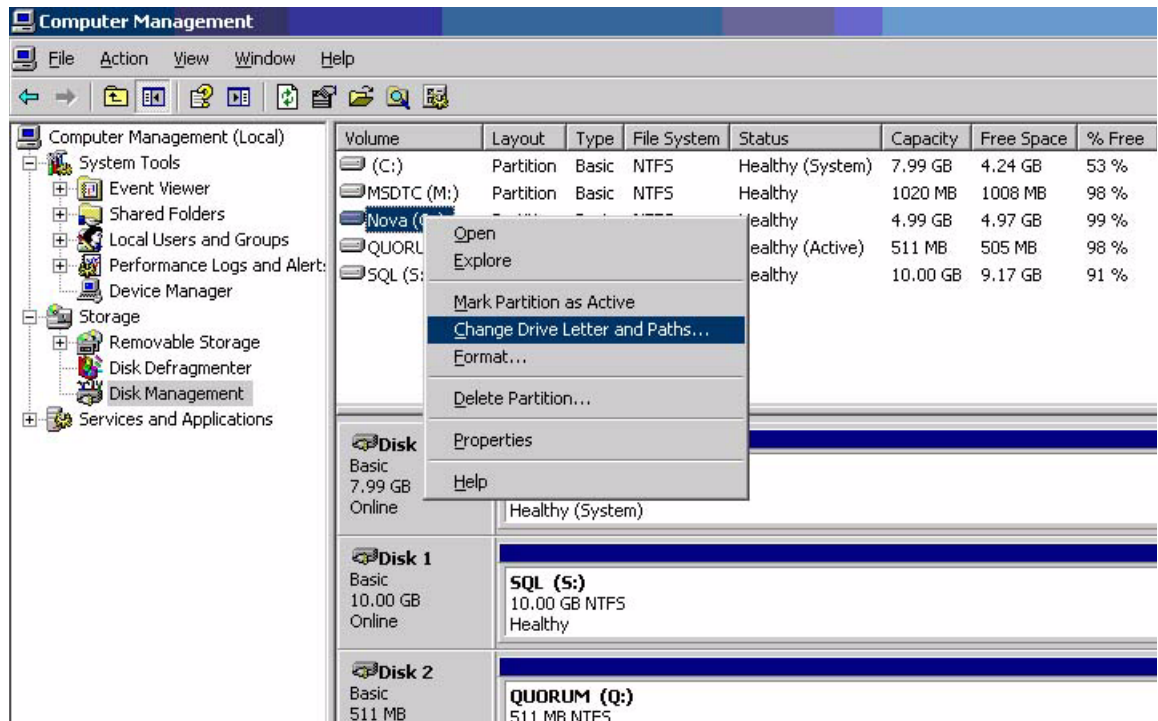 Computer Management
File Action View Window Help
Computer Management (Local)
System Tools
Event Viewer
Shared Folders
Local Users and Groups
Performance Logs and Alert
Device Manager
Storage
Removable Storage
Disk Defragmenter
Disk Management
Services and Applications
Volume Layout Type File System Status Capacity Free Space % Free
(C:) Partition Basic NTFS Healthy (System) 7.99 GB 4.24 GB 53 %
MSDTC (M:) Partition Basic NTFS Healthy 1020 MB 1008 MB 98 %
Nova 4.99 GB 4.97 GB 99 %
(Active) 511 MB 505 MB 98 %
SQL (S: 10.00 GB 9.17 GB 91 %
Open
Explore
Mark Partition as Active
Change Drive Letter and Paths...
Format...
Delete Partition...
Properties
Help
Disk
Basic
7.99 GB
Online
Healthy (System)
Disk 1
Basic
10.00 GB
Online
SQL (S:)
10.00 GB NTFS
Healthy
Disk 2
Basic
511 MB
QUORUM (Q:)
511 MB NTFS